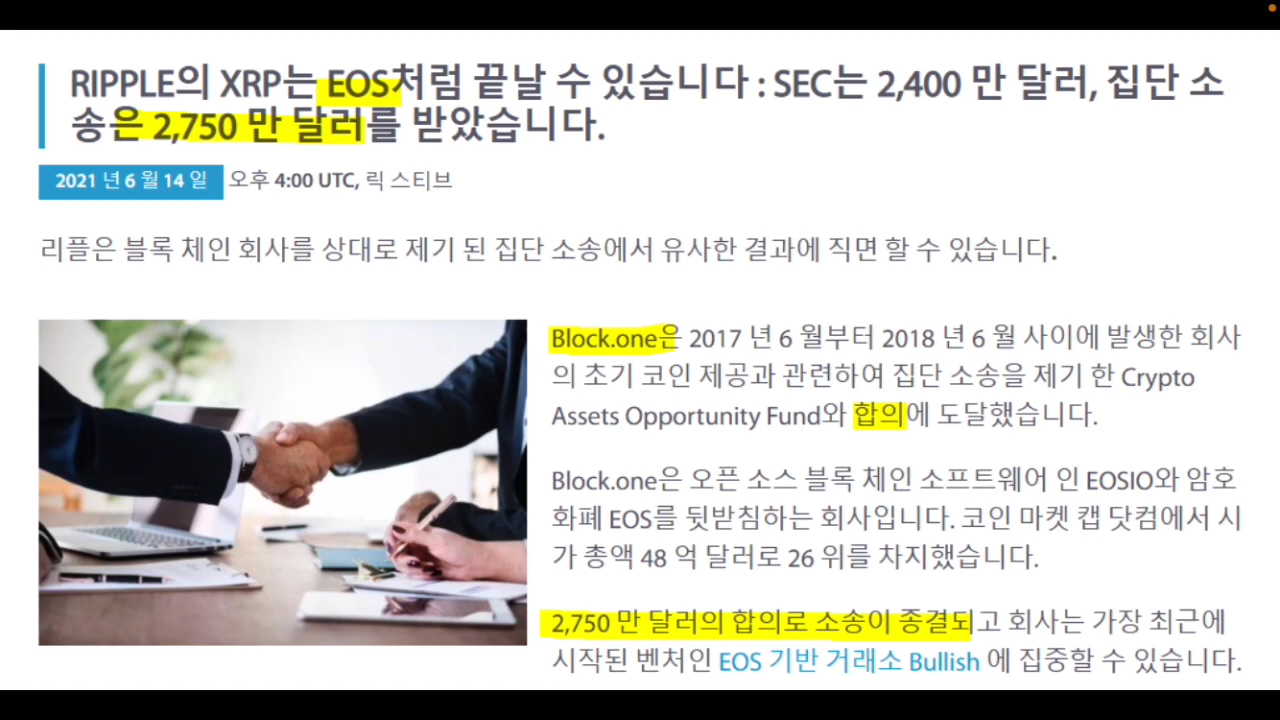 RIPPLE의 XRP는 EOS처럼 끝날 수 있습니다 : SEC는 2,400 만 달러, 집단 소
송은 2,750 만 달러를 받았습니다.
2021 년 6 월 14 일 오후 4:00 UTC, 릭 스티브
리플은 블록 체인 회사를 상대로 제기 된 집단 소송에서 유사한 결과에 직면 할 수 있습니다.
Block.one은 2017 년 6 월부터 2018 년 6 월 사이에 발생한 회사
의 초기 코인 제공과 관련하여 집단 소송을 제기 한 Crypto
Assets Opportunity Fund와 합의에 도달했습니다.
Block.one은 오픈 소스 블록 체인 소프트웨어 인 EOSIO와 암호
화폐 EOS를 뒷받침하는 회사입니다. 코인 마켓 캡 닷컴에서 시
가 총액 48 억 달러로 26 위를 차지했습니다.
2,750 만 달러의 합의로 소송이 종결되고 회사는 가장 최근에
시작된 벤처인 EOS 기반 거래소 Bullish 에 집중할 수 있습니다.